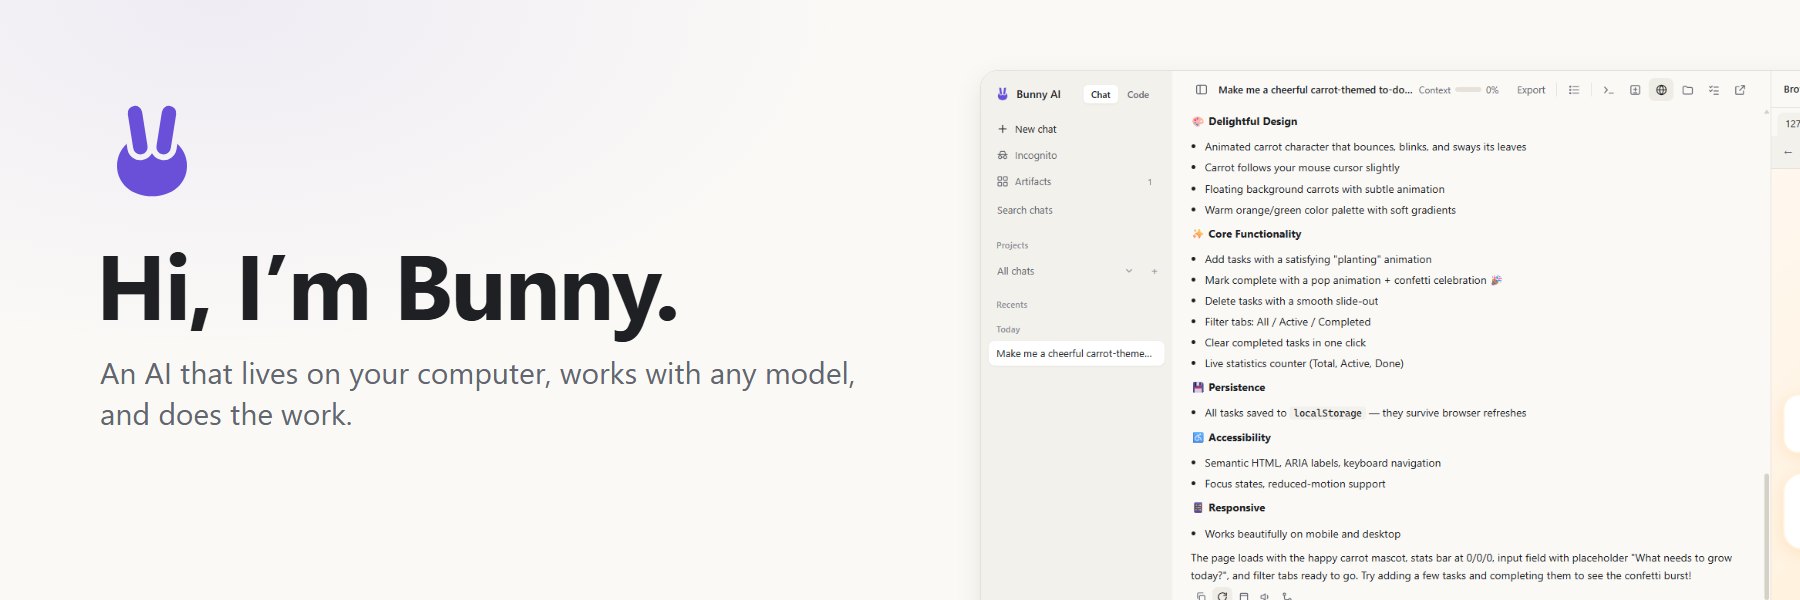 Hi, I’m Bunny.
An AI that lives on your computer, works with any model,
and does the work.
Bunny AI
Chat
Code
New chat
Incognito
Artifacts
1
Search chats
Projects
All chats
Recents
Today
Make me a cheerful carrot-theme...
Make me a cheerful carrot-themed to-do...
Context
0%
Export
🧠 Delightful Design
• Animated carrot character that bounces, blinks, and sways its leaves
• Carrot follows your mouse cursor slightly
• Floating background carrots with subtle animation
• Warm orange/green color palette with soft gradients
✨ Core Functionality
• Add tasks with a satisfying "planting" animation
• Mark complete with a pop animation + confetti celebration 🎉
• Delete tasks with a smooth slide-out
• Filter tabs: All / Active / Completed
• Clear completed tasks in one click
• Live statistics counter (Total, Active, Done)
💾 Persistence
• All tasks saved to localStorage — they survive browser refreshes
♿ Accessibility
• Semantic HTML, ARIA labels, keyboard navigation
• Focus states, reduced-motion support
📱 Responsive
• Works beautifully on mobile and desktop
The page loads with the happy carrot mascot, stats bar at 0/0/0, input field with placeholder "What needs to grow
today?", and filter tabs ready to go. Try adding a few tasks and completing them to see the confetti burst!
Bro
127